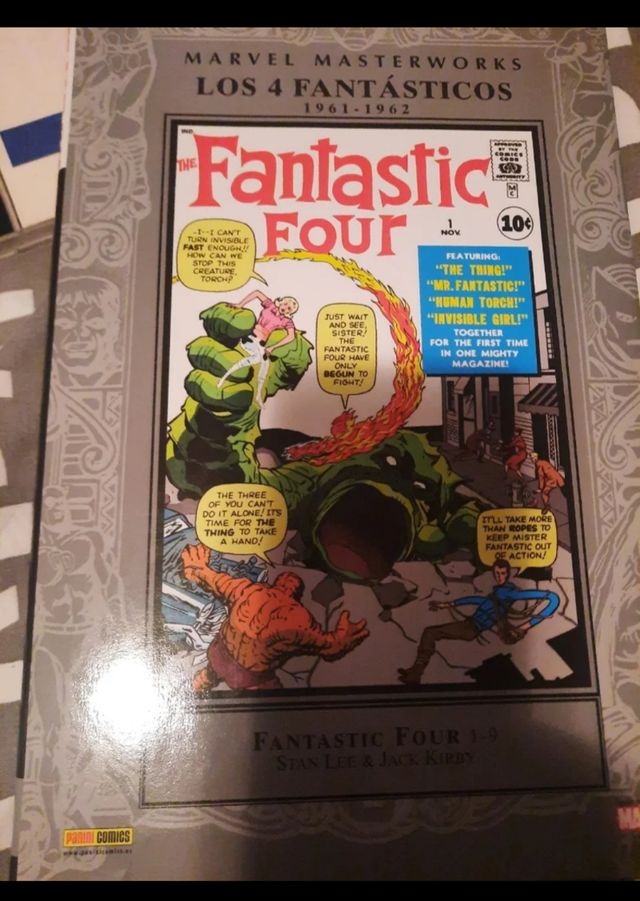 MARVEL MASTERWORKS
LOS 4 FANTÁSTICOS
1961-1962
IND.
APPROVED
BY THE
COMICS
CODE
AUTHORITY
THE Fantastic
FOUR
M
C
1
NOV.
10¢
-I--I CAN'T
TURN INVISIBLE
FAST ENOUGH!!
HOW CAN WE
STOP THIS
CREATURE,
TORCH?
FEATURING:
"THE THING!"
"MR. FANTASTIC!"
"HUMAN TORCH!"
"INVISIBLE GIRL!"
TOGETHER
FOR THE FIRST TIME
IN ONE MIGHTY
MAGAZINE!
JUST WAIT
AND SEE,
SISTER!
THE
FANTASTIC
FOUR HAVE
ONLY
BEGUN TO
FIGHT!
THE THREE
OF YOU CAN'T
DO IT ALONE! IT'S
TIME FOR THE
THING TO TAKE
A HAND!
IT'LL TAKE MORE
THAN ROPES TO
KEEP MISTER
FANTASTIC OUT
OF ACTION!
FANTASTIC FOUR 1-9
STAN LEE & JACK KIRBY
PANINI COMICS
www.paninicomics.es